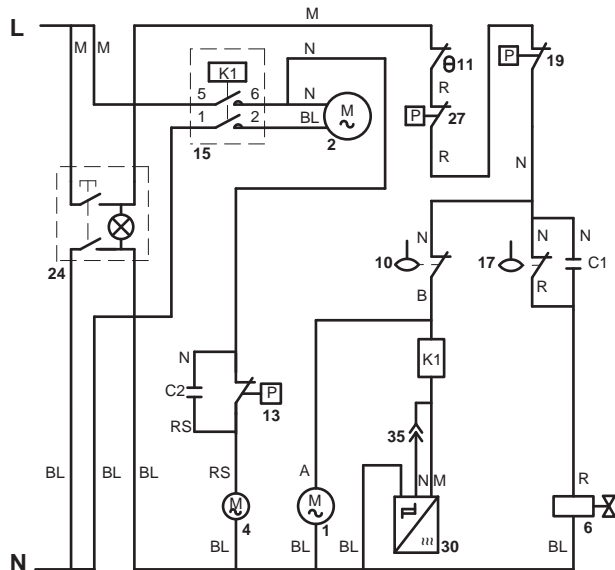 L
M
M M
N
K1
5 6 N
1 2 BL
M
15
2
θ11
P 19
R
P 27
R
N
24
N N N
10 17 C1
B R
N
K1
C2
P
13
RS
35
BL BL BL RS A N M R
M
4
M
1
30
6
BL BL BL BL
N